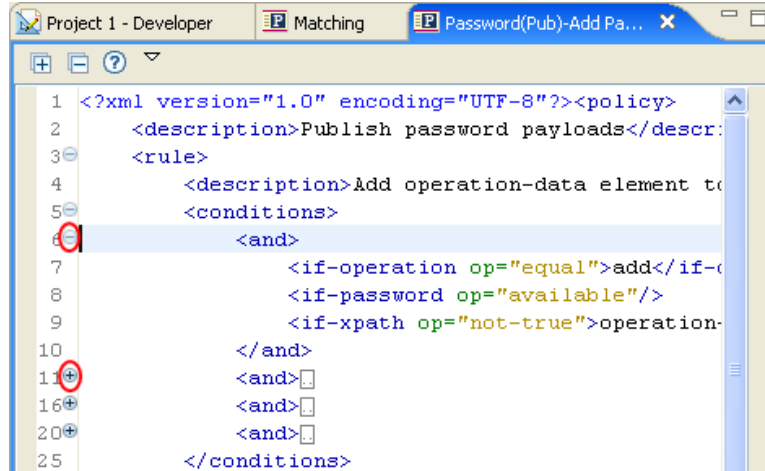 Project 1 - Developer Matching Password(Pub)-Add Pa...
1 <?xml version="1.0" encoding="UTF-8"?><policy>
2 <description>Publish password payloads</descr
3 <rule>
4 <description>Add operation-data element to
5 <conditions>
6 <and>
7 <if-operation op="equal">add</if-
8 <if-password op="available"/>
9 <if-xpath op="not-true">operation-
10 </and>
11 <and>..
16 <and>..
20 <and>..
25 </conditions>